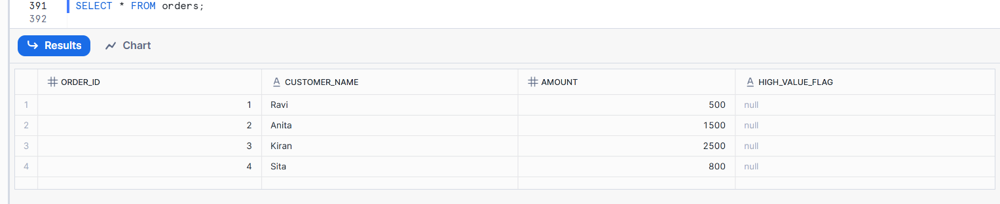 391 SELECT * FROM orders;
392
Results Chart
# ORDER_ID A CUSTOMER_NAME # AMOUNT A HIGH_VALUE_FLAG
1 1 Ravi 500 null
2 2 Anita 1500 null
3 3 Kiran 2500 null
4 4 Sita 800 null